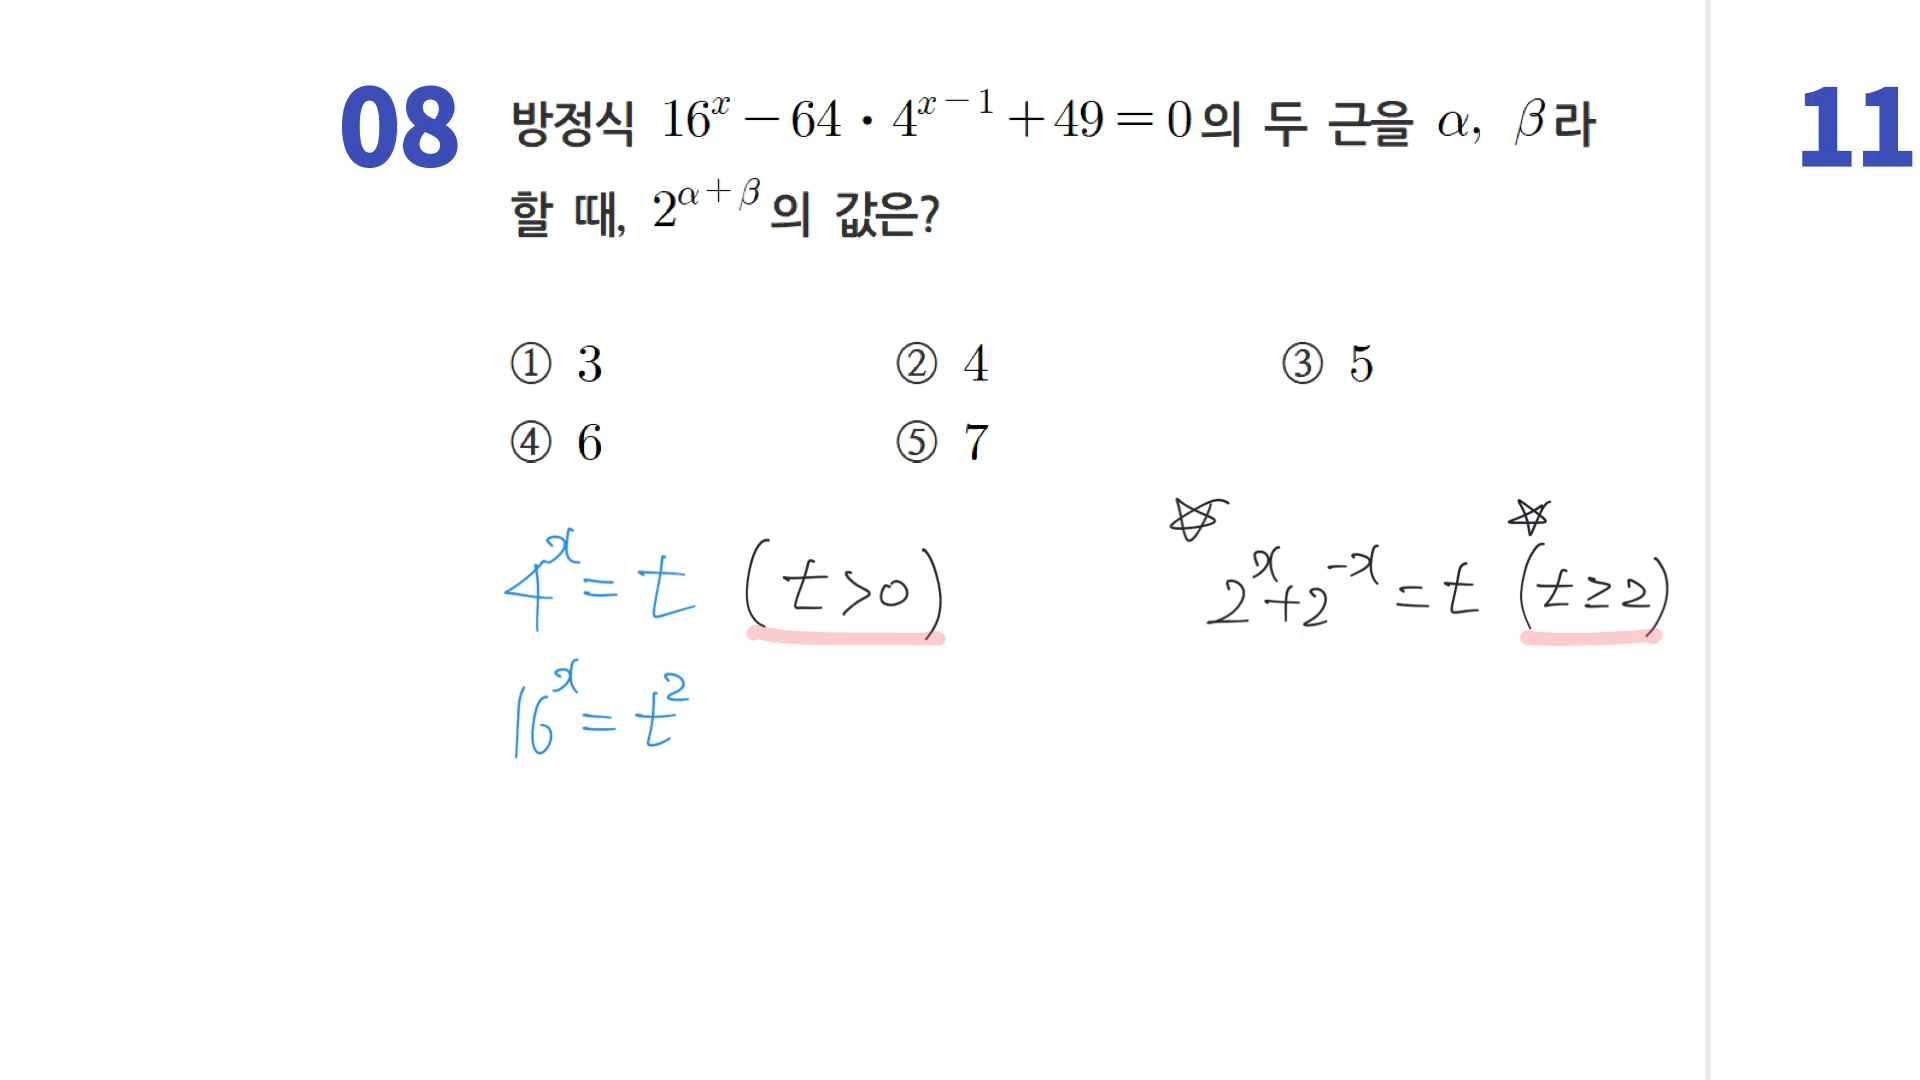 08 방정식 16^x − 64 · 4^{x−1} + 49 = 0의 두 근을 α, β라
할 때, 2^{α+β}의 값은?
① 3 ② 4 ③ 5
④ 6 ⑤ 7
4^x = t (t>0)
16^x = t^2
☆ 2^x+2^{-x} = t ☆ (t≥2)
11